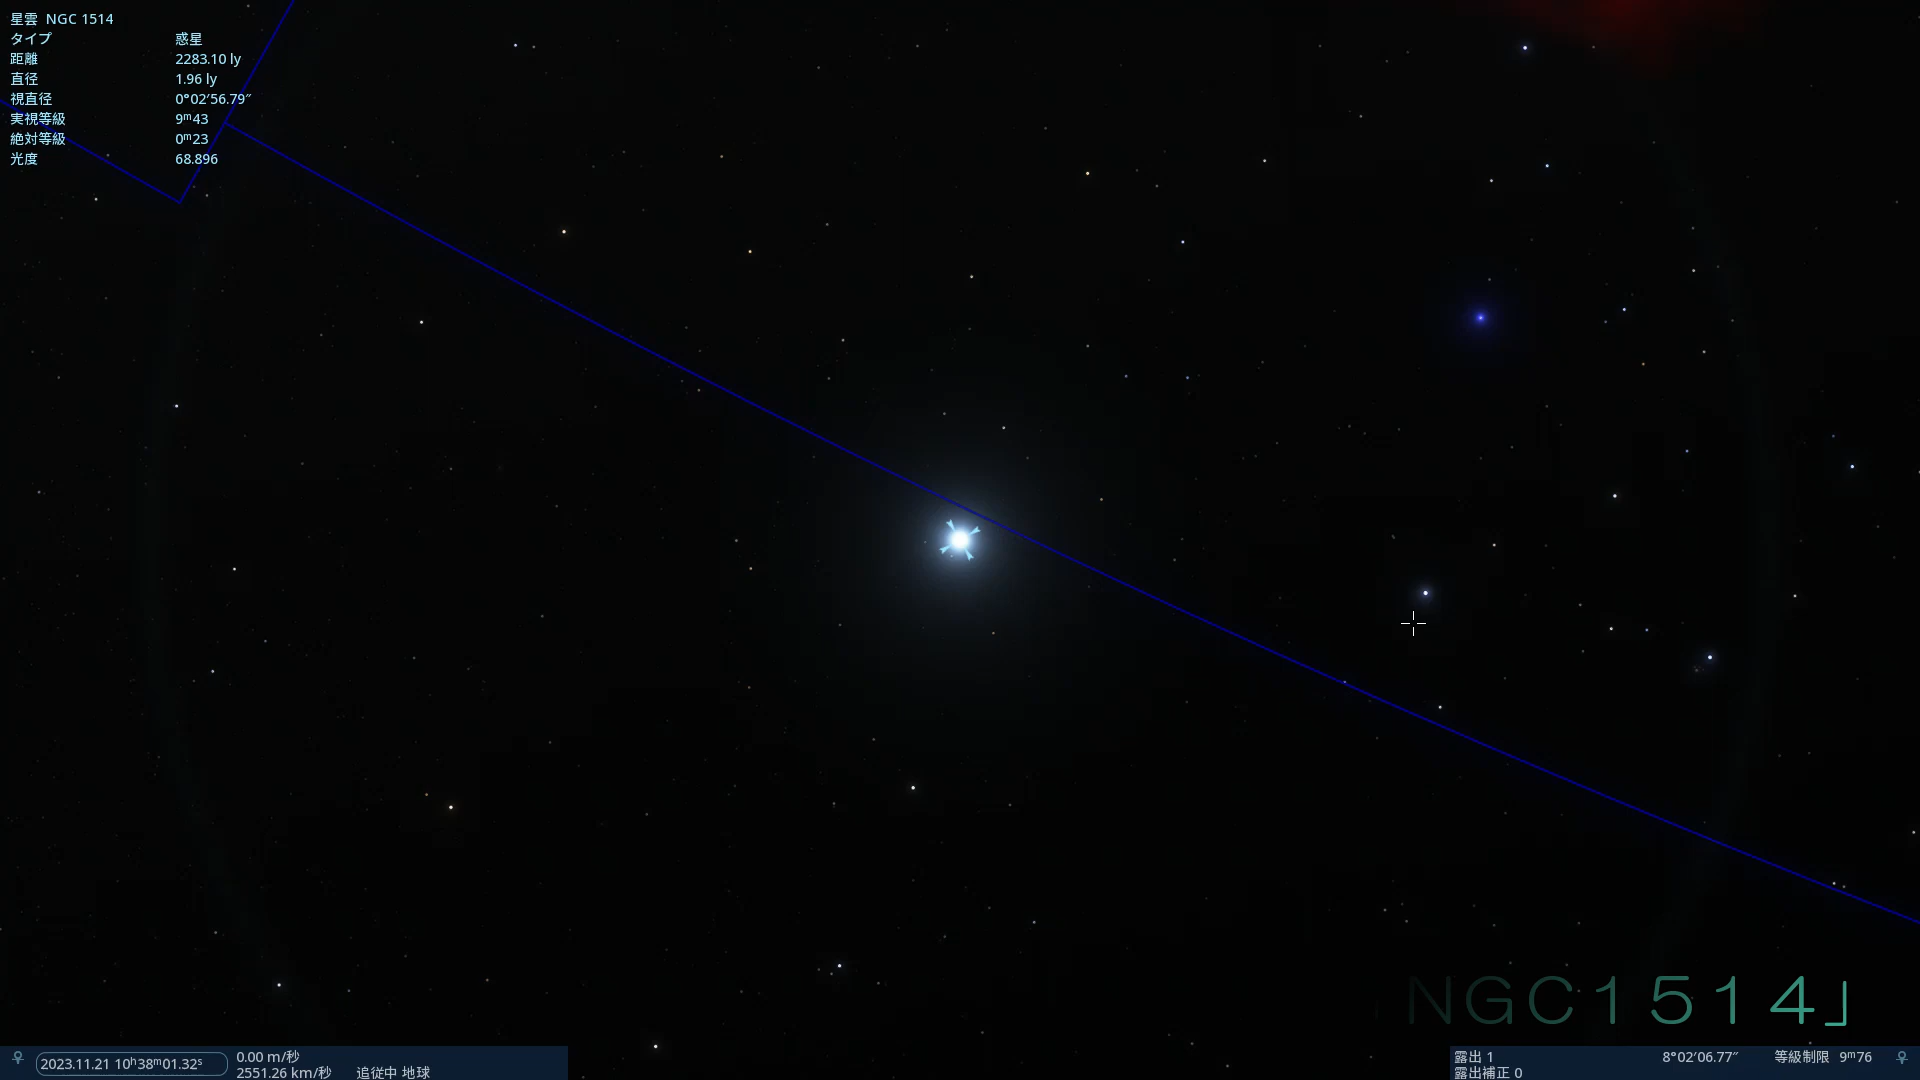 星雲 NGC 1514
タイプ 惑星
距離 2283.10 ly
直径 1.96 ly
視直径 0°02′56.79″
実視等級 9ᵐ43
絶対等級 0ᵐ23
光度 68.896
NGC1514」
2023.11.21 10ʰ38ᵐ01.32ˢ
0.00 m/秒
2551.26 km/秒 追従中 地球
露出 1 8°02′06.77″ 等級制限 9ᵐ76
露出補正 0